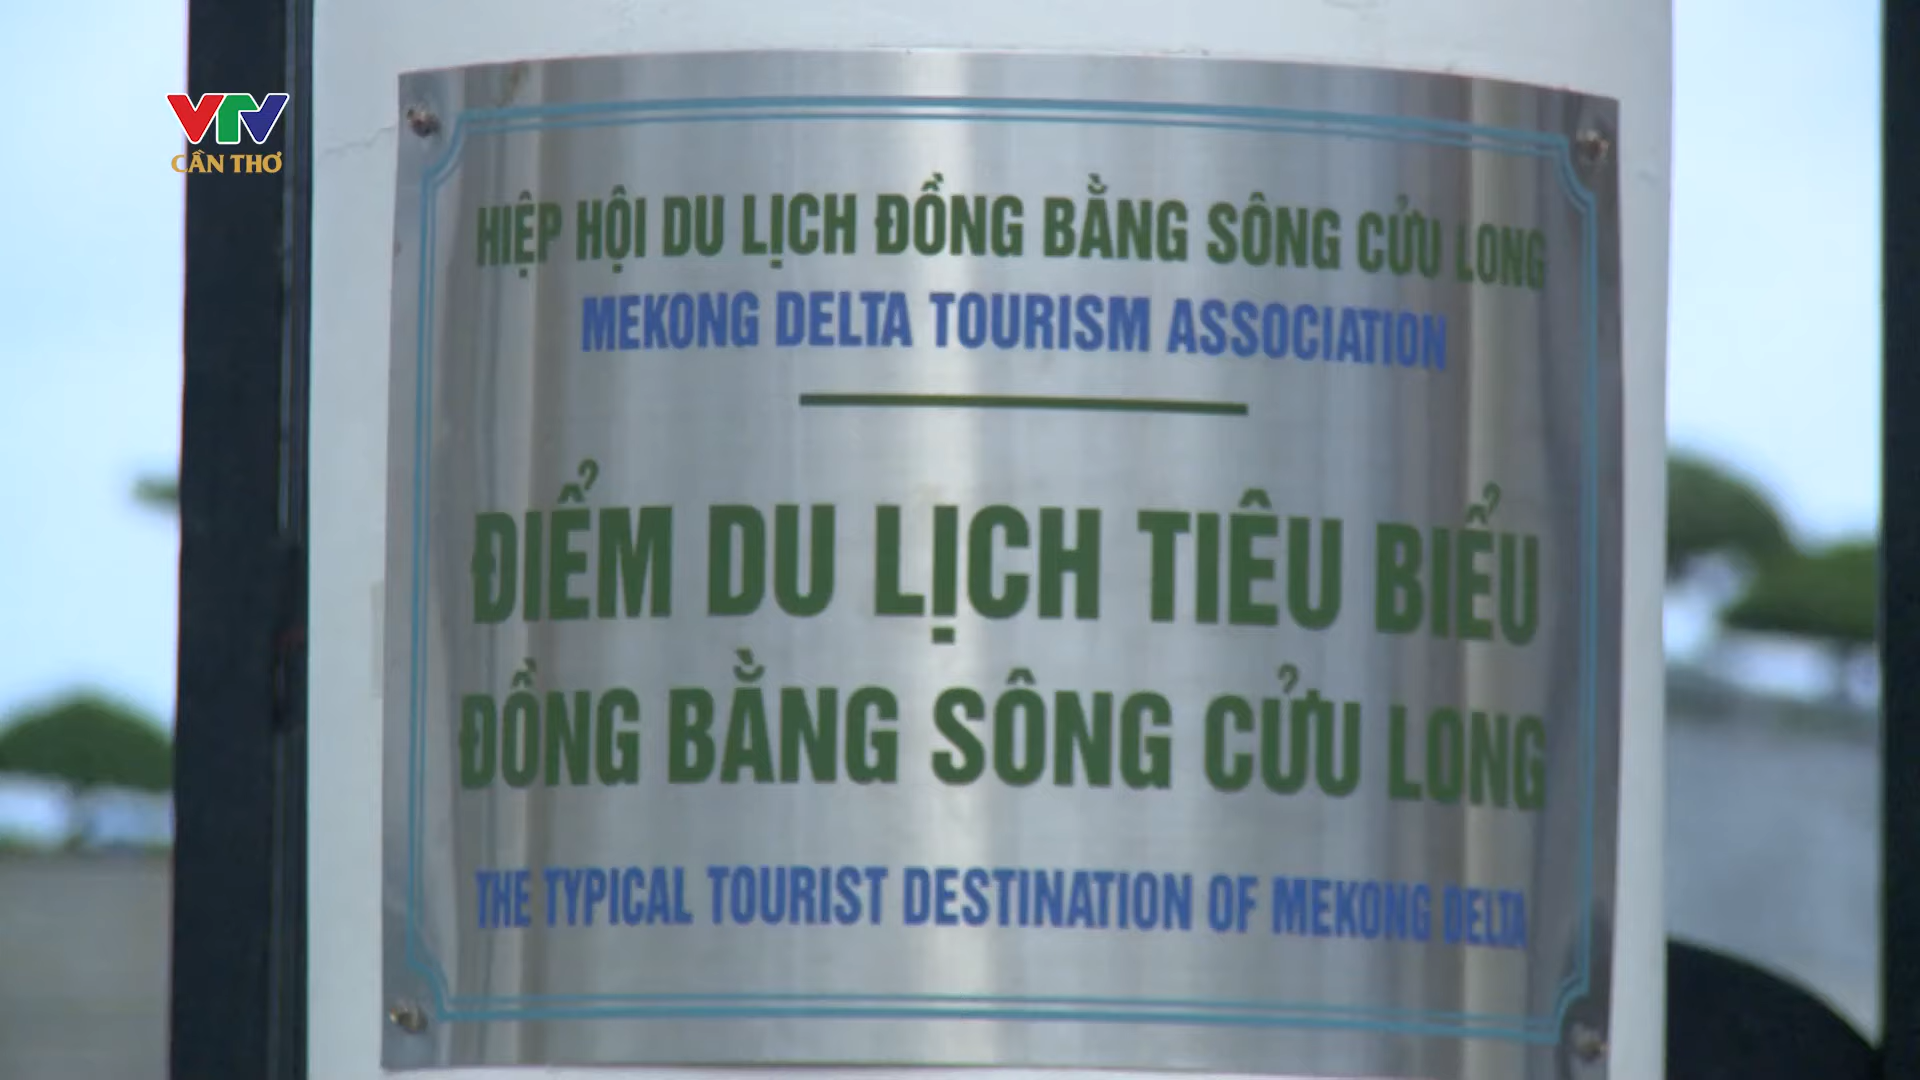 VTV
CẦN THƠ
HIỆP HỘI DU LỊCH ĐỒNG BẰNG SÔNG CỬU LONG
MEKONG DELTA TOURISM ASSOCIATION
ĐIỂM DU LỊCH TIÊU BIỂU
ĐỒNG BẰNG SÔNG CỬU LONG
THE TYPICAL TOURIST DESTINATION OF MEKONG DELTA